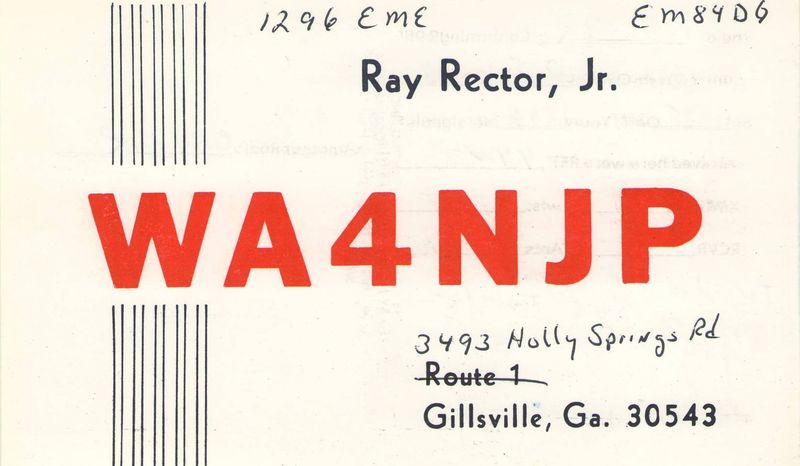 1296 EME EM84DG
Ray Rector, Jr.
WA4NJP
3493 Holly Springs Rd
Route 1
Gillsville, Ga. 30543